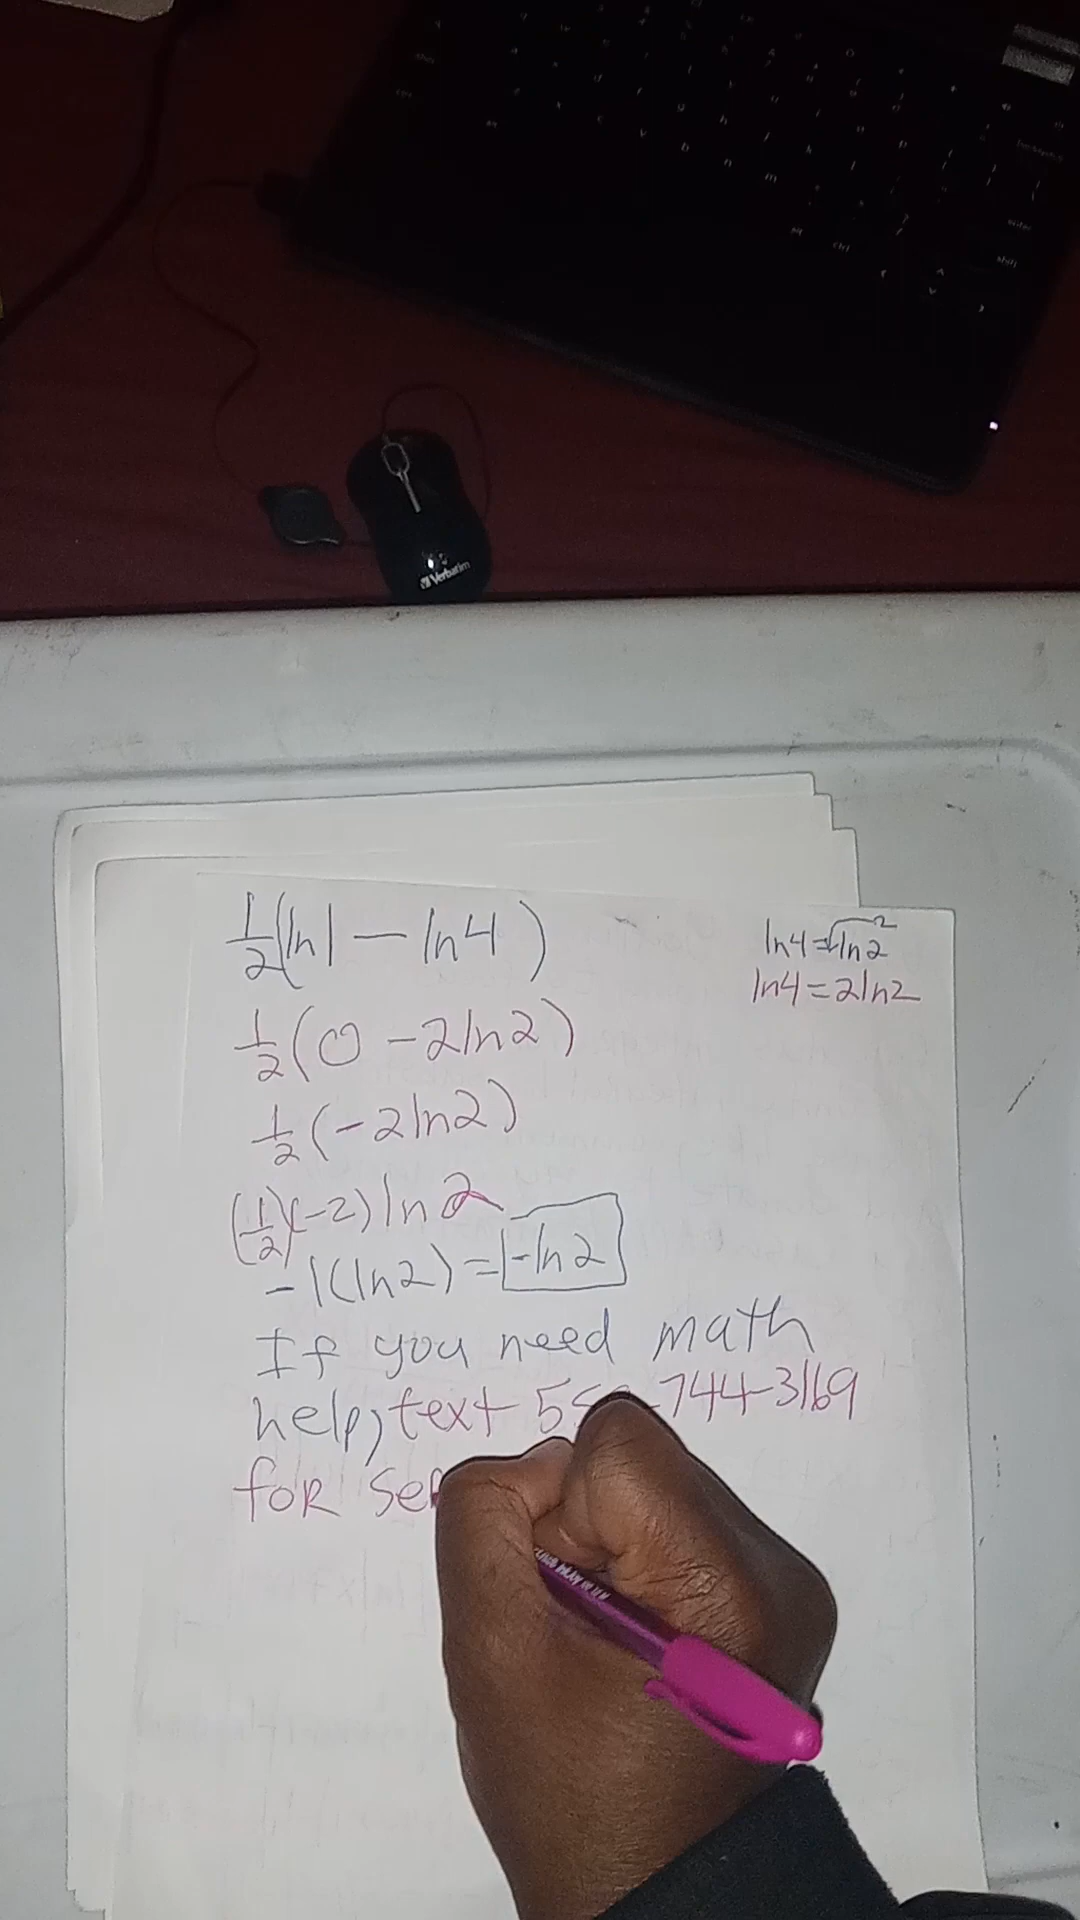 Verbatim
1/2(ln1 — ln4)
ln4=ln2²
ln4=2ln2
1/2(0 -2ln2)
1/2(-2ln2)
(1/2)(-2)ln2
-1(ln2)=-ln2
If you need math
help, text 744-3169
for